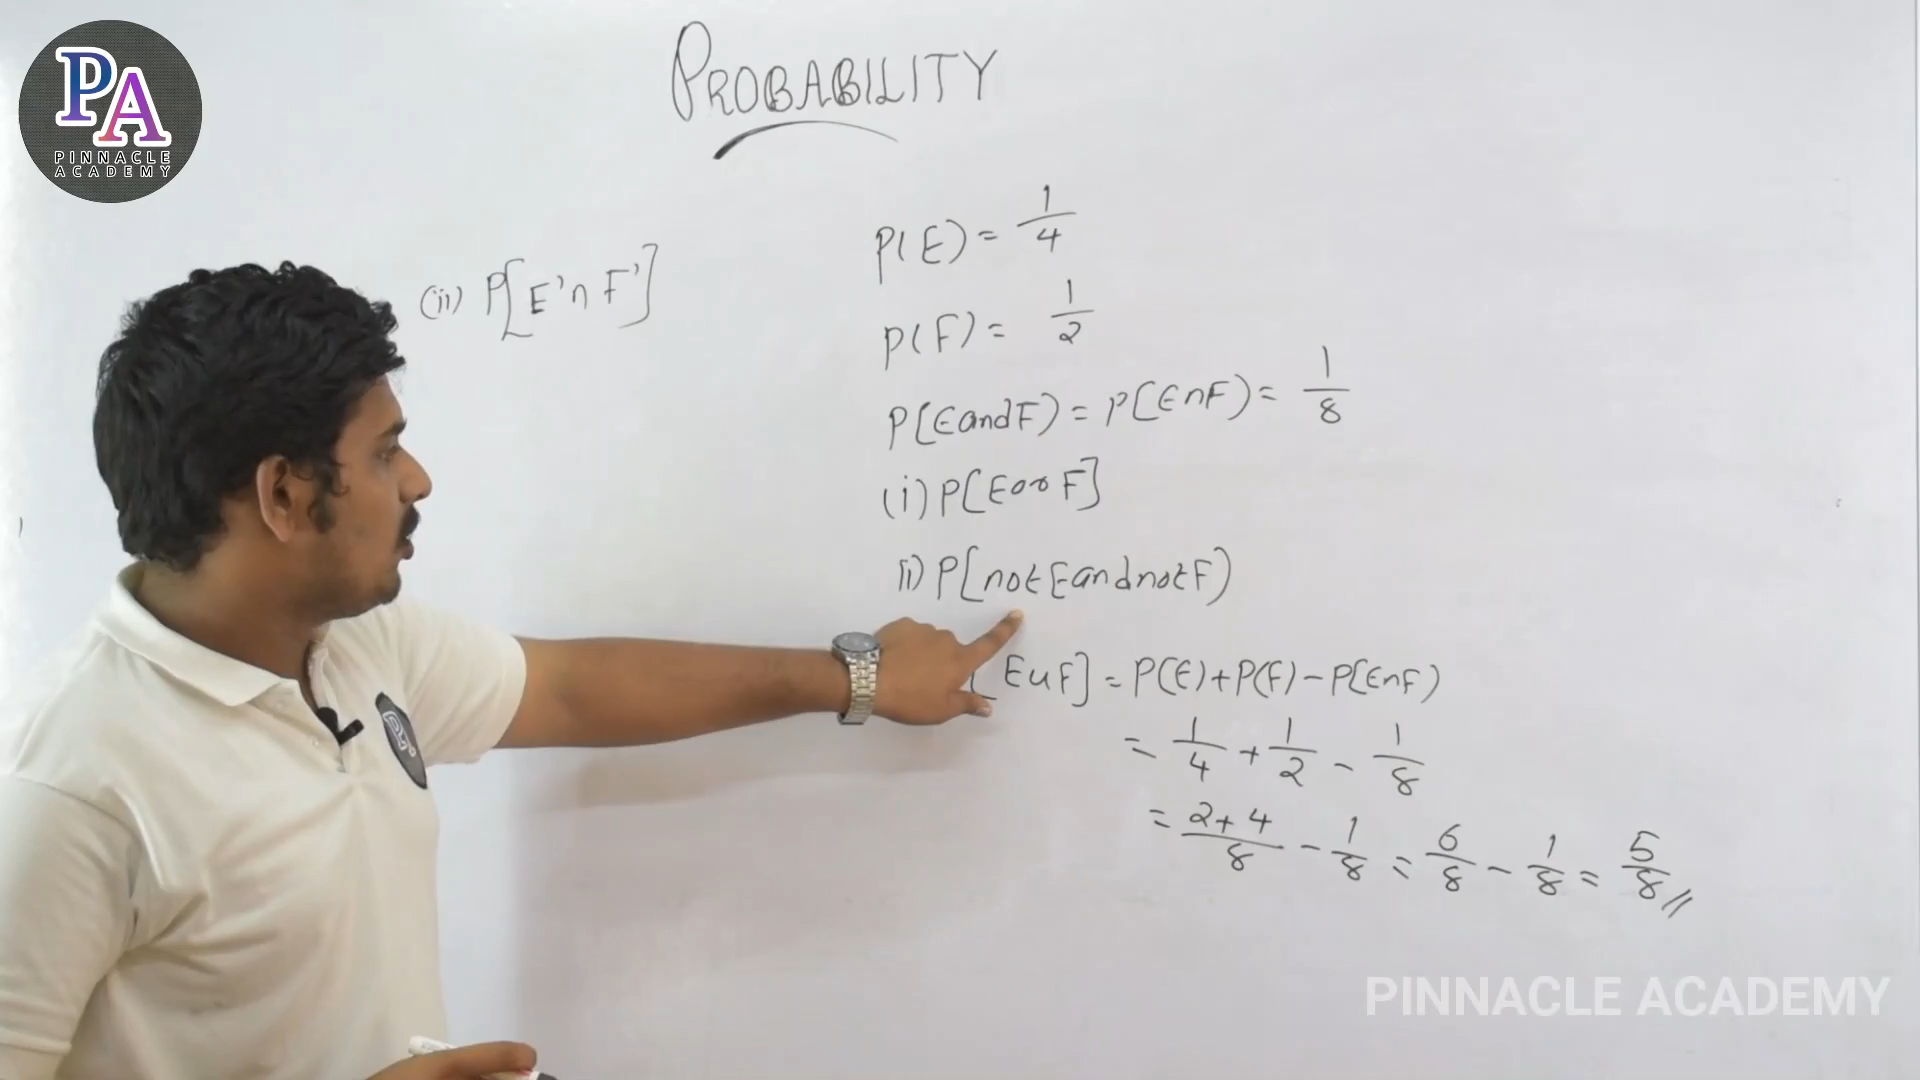 PA
PINNACLE
ACADEMY
PROBABILITY
(ii) P[E'∩F']
P(E) = 1/4
P(F) = 1/2
P[E and F) = P[E∩F) = 1/8
(i) P[E or F]
ii) P[not E and not F)
[E∪F] = P(E)+P(F)-P[E∩F)
= 1/4 + 1/2 - 1/8
= 2+4/8 - 1/8 = 6/8 - 1/8 = 5/8 //
PINNACLE ACADEMY